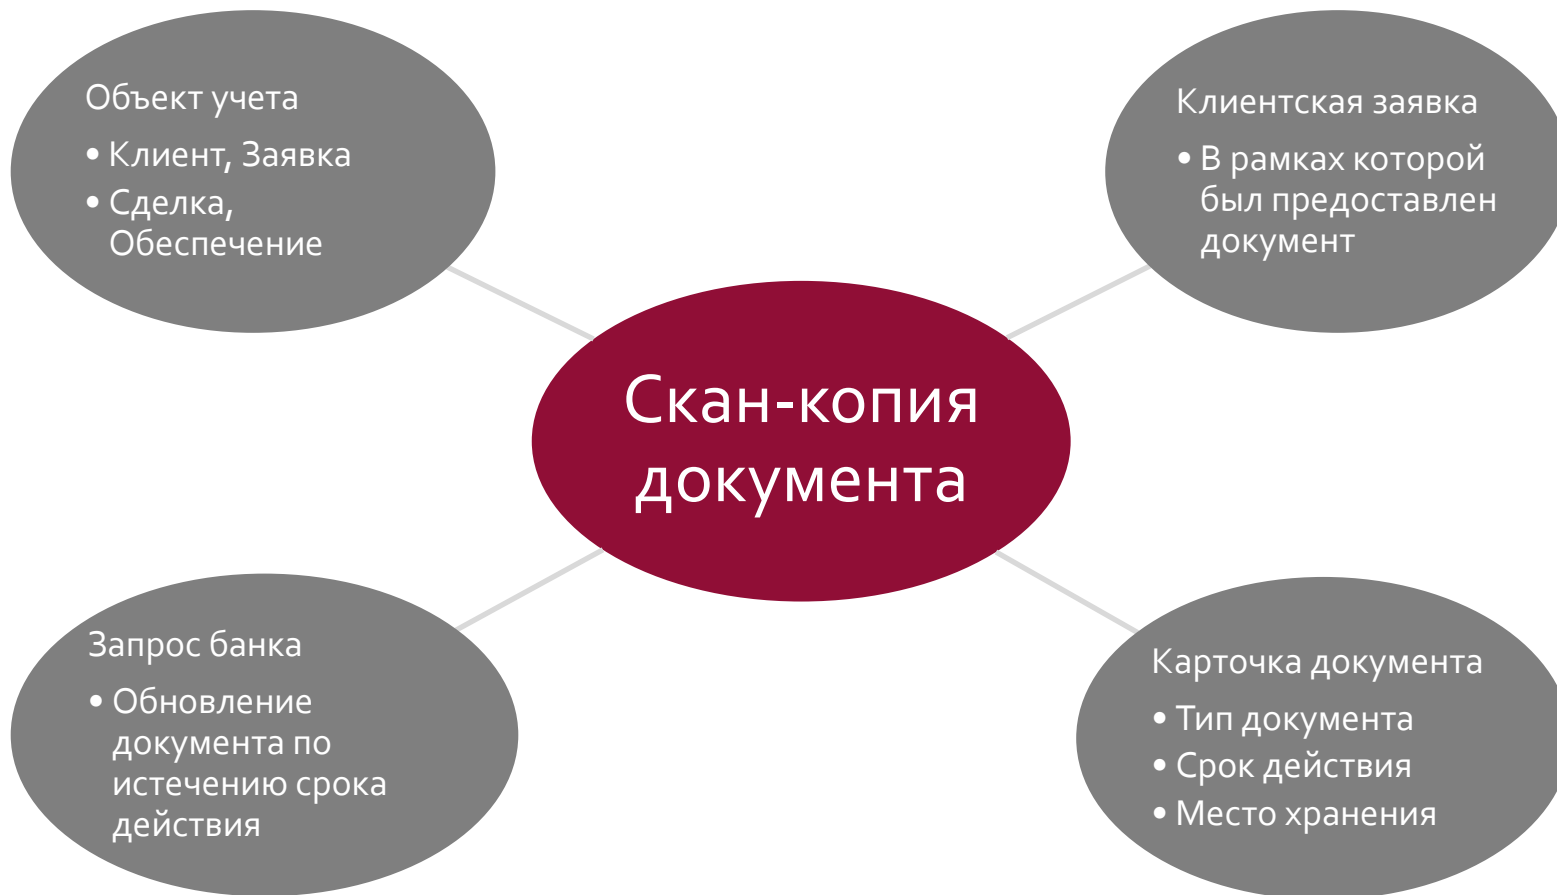 Объект учета
• Клиент, Заявка
• Сделка,
Обеспечение
Клиентская заявка
• В рамках которой
был предоставлен
документ
Скан-копия
документа
Запрос банка
• Обновление
документа по
истечению срока
действия
Карточка документа
• Тип документа
• Срок действия
• Место хранения